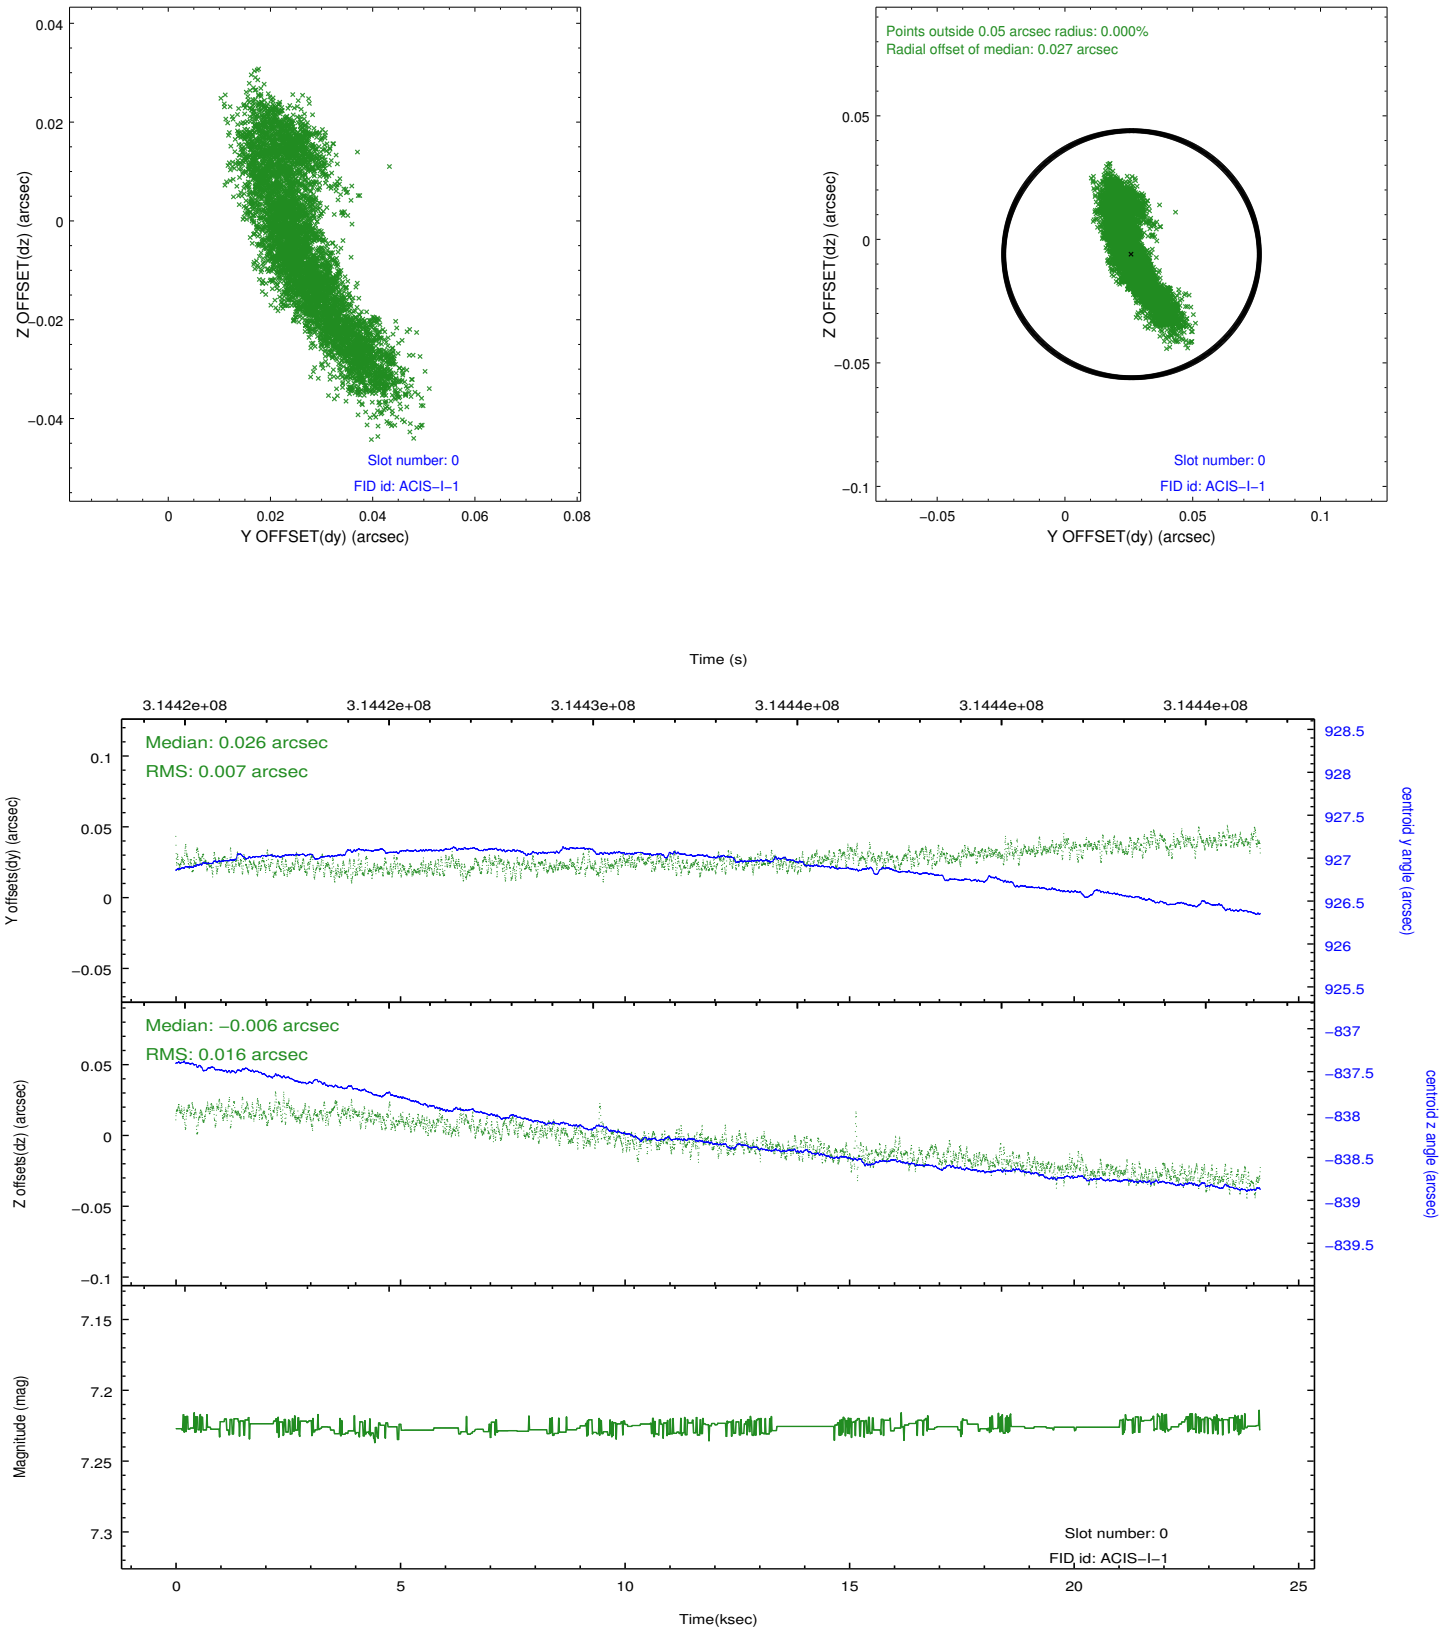 0.04
0.02
0
−0.02
−0.04
Z OFFSET(dz) (arcsec)
Slot number: 0
FID id: ACIS−I−1
0
0.02
0.04
0.06
0.08
Y OFFSET(dy) (arcsec)
Points outside 0.05 arcsec radius: 0.000%
Radial offset of median: 0.027 arcsec
0.05
0
−0.05
−0.1
Z OFFSET(dz) (arcsec)
Slot number: 0
FID id: ACIS−I−1
−0.05
0
0.05
0.1
Y OFFSET(dy) (arcsec)
Time (s)
3.1442e+08
3.1442e+08
3.1443e+08
3.1444e+08
3.1444e+08
3.1444e+08
Median: 0.026 arcsec
RMS: 0.007 arcsec
0.1
0.05
0
−0.05
Y offsets(dy) (arcsec)
928.5
928
927.5
927
926.5
926
925.5
centroid y angle (arcsec)
Median: −0.006 arcsec
RMS: 0.016 arcsec
0.05
0
−0.05
−0.1
Z offsets(dz) (arcsec)
−837
−837.5
−838
−838.5
−839
−839.5
centroid z angle (arcsec)
7.15
7.2
7.25
7.3
Magnitude (mag)
Slot number: 0
FID id: ACIS−I−1
0
5
10
15
20
25
Time(ksec)